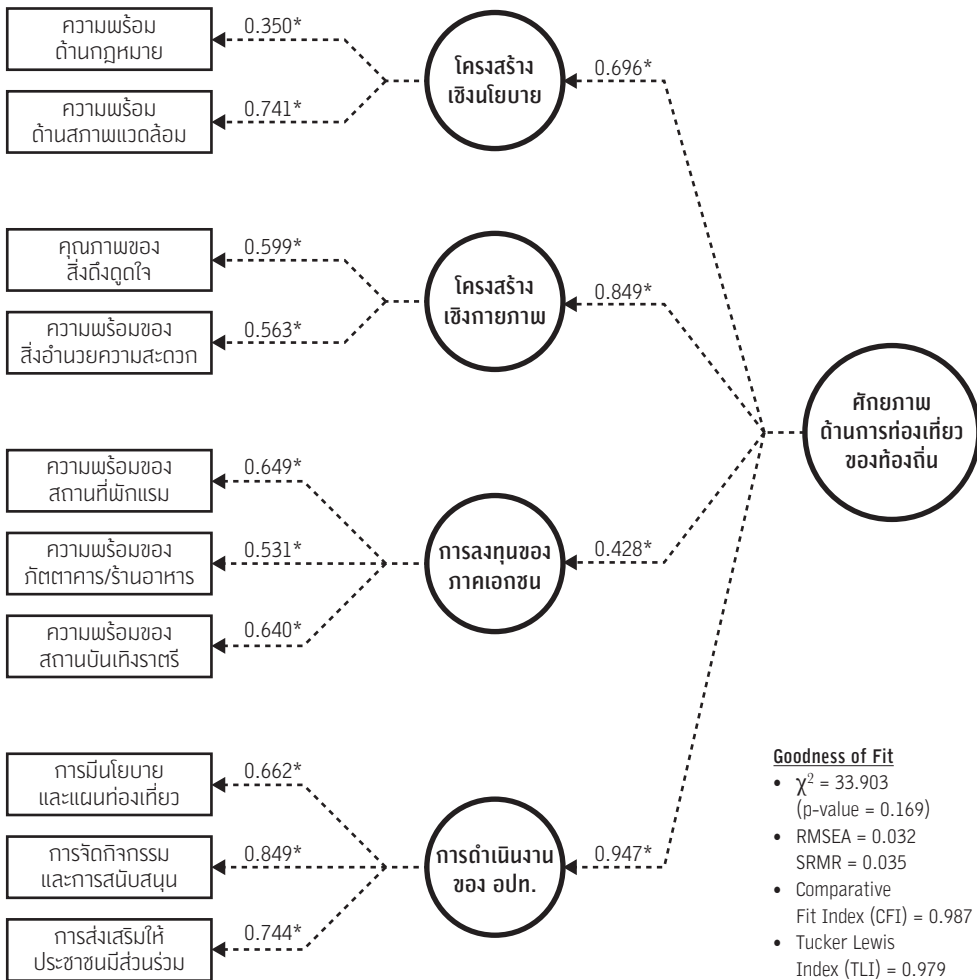 ความพร้อม
ด้านกฎหมาย
0.350*
ความพร้อม
ด้านสภาพแวดล้อม
0.741*
โครงสร้าง
เชิงนโยบาย
0.696*
คุณภาพของ
สิ่งดึงดูดใจ
0.599*
ความพร้อมของ
สิ่งอำนวยความสะดวก
0.563*
โครงสร้าง
เชิงกายภาพ
0.849*
ศักยภาพ
ด้านการท่องเที่ยว
ของท้องถิ่น
ความพร้อมของ
สถานที่พักแรม
0.649*
ความพร้อมของ
ภัตตาคาร/ร้านอาหาร
0.531*
ความพร้อมของ
สถานบันเทิงราตรี
0.640*
การลงทุนของ
ภาคเอกชน
0.428*
การมีนโยบาย
และแผนท่องเที่ยว
0.662*
การจัดกิจกรรม
และการสนับสนุน
0.849*
การส่งเสริมให้
ประชาชนมีส่วนร่วม
0.744*
การดำเนินงาน
ของ อปท.
0.947*
Goodness of Fit
• χ² = 33.903
(p-value = 0.169)
• RMSEA = 0.032
SRMR = 0.035
• Comparative
Fit Index (CFI) = 0.987
• Tucker Lewis
Index (TLI) = 0.979